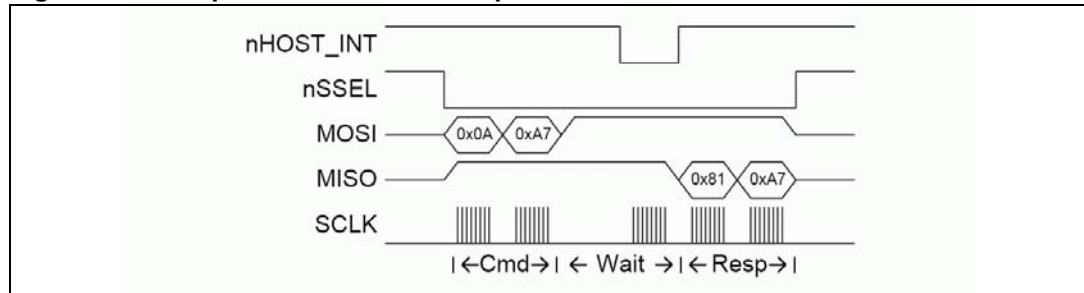 nHOST_INT
nSSEL
MOSI 0x0A 0xA7
MISO 0x81 0xA7
SCLK
|←Cmd→| ← Wait →|←Resp→|